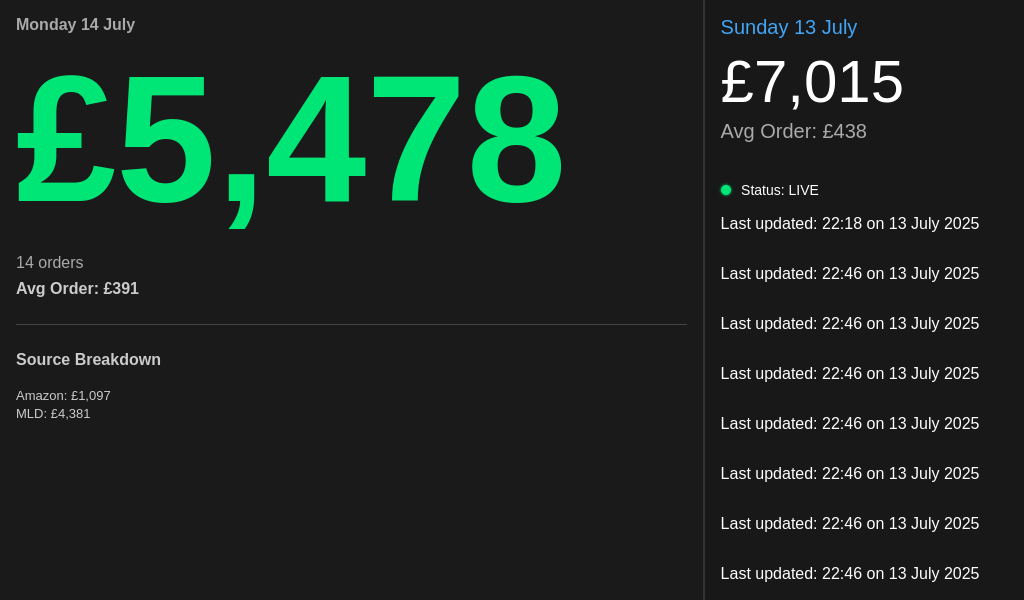 Monday 14 July
£5,478
14 orders
Avg Order: £391
Source Breakdown
Amazon: £1,097
MLD: £4,381
Sunday 13 July
£7,015
Avg Order: £438
Status: LIVE
Last updated: 22:18 on 13 July 2025
Last updated: 22:46 on 13 July 2025
Last updated: 22:46 on 13 July 2025
Last updated: 22:46 on 13 July 2025
Last updated: 22:46 on 13 July 2025
Last updated: 22:46 on 13 July 2025
Last updated: 22:46 on 13 July 2025
Last updated: 22:46 on 13 July 2025